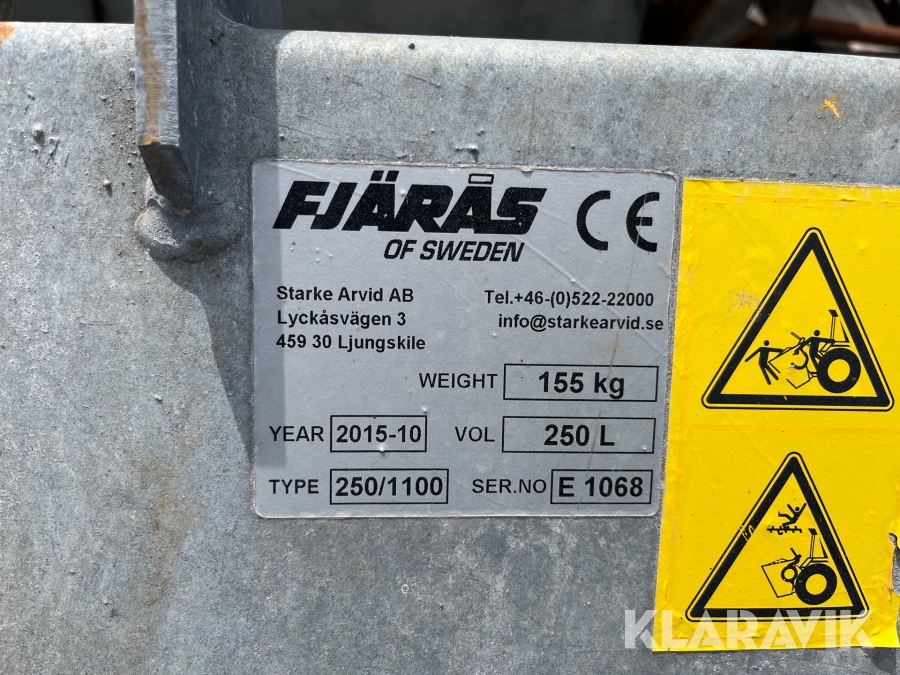 FJÄRÅS
OF SWEDEN
CE
Starke Arvid AB
Lyckåsvägen 3
459 30 Ljungskile
Tel.+46-(0)522-22000
info@starkearvid.se
WEIGHT 155 kg
YEAR 2015-10 VOL 250 L
TYPE 250/1100 SER.NO E 1068
KLARAVIK